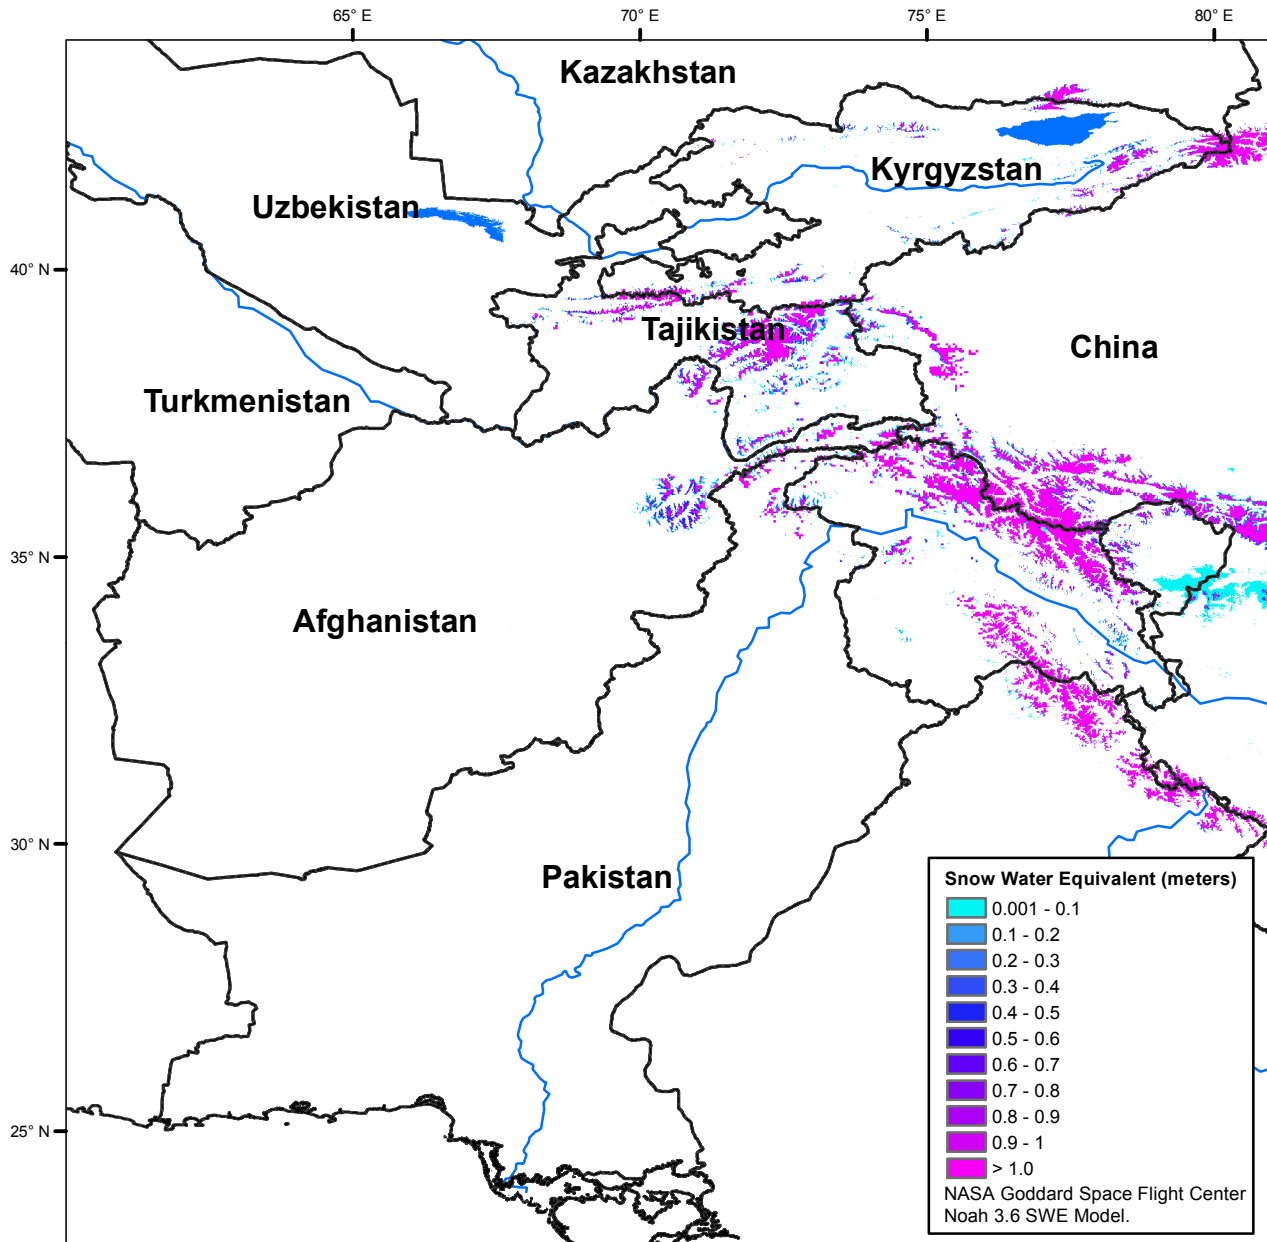 65° E
70° E
75° E
80° E
Kazakhstan
Kyrgyzstan
Uzbekistan
40° N
Tajikistan
China
Turkmenistan
35° N
Afghanistan
30° N
Pakistan
25° N
Snow Water Equivalent (meters)
0.001 - 0.1
0.1 - 0.2
0.2 - 0.3
0.3 - 0.4
0.4 - 0.5
0.5 - 0.6
0.6 - 0.7
0.7 - 0.8
0.8 - 0.9
0.9 - 1
> 1.0
NASA Goddard Space Flight Center
Noah 3.6 SWE Model.